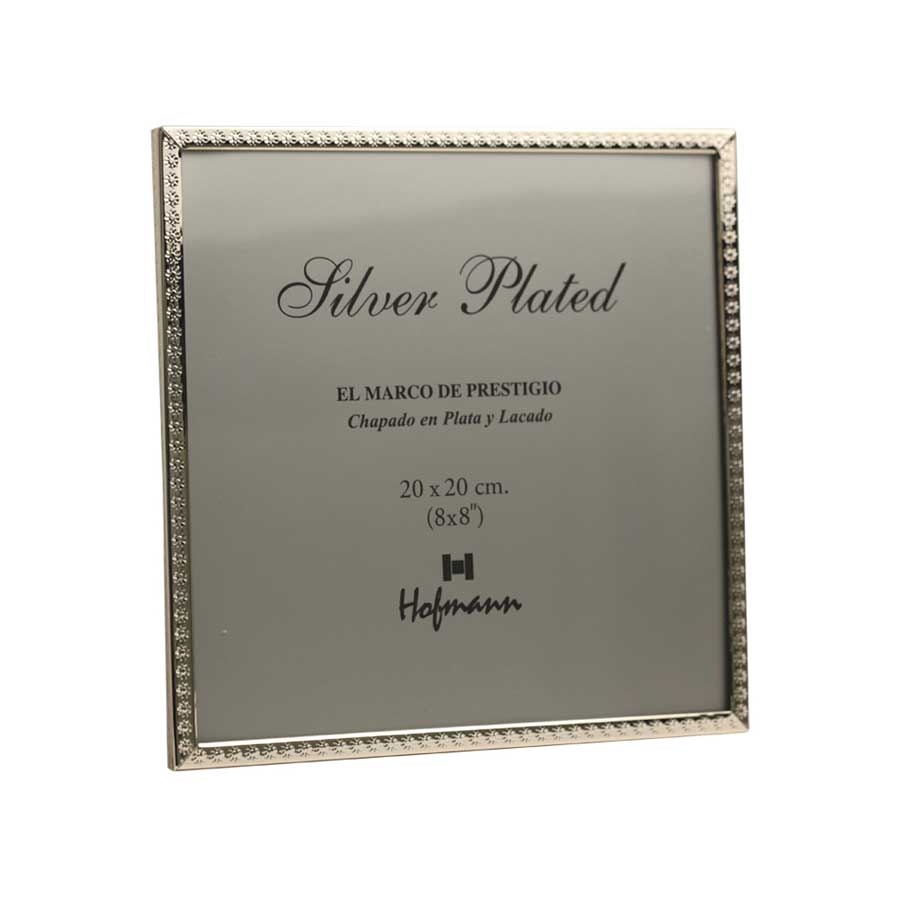 Silver Plated
EL MARCO DE PRESTIGIO
Chapado en Plata y Lacado
20 x 20 cm.
(8x8")
Hofmann